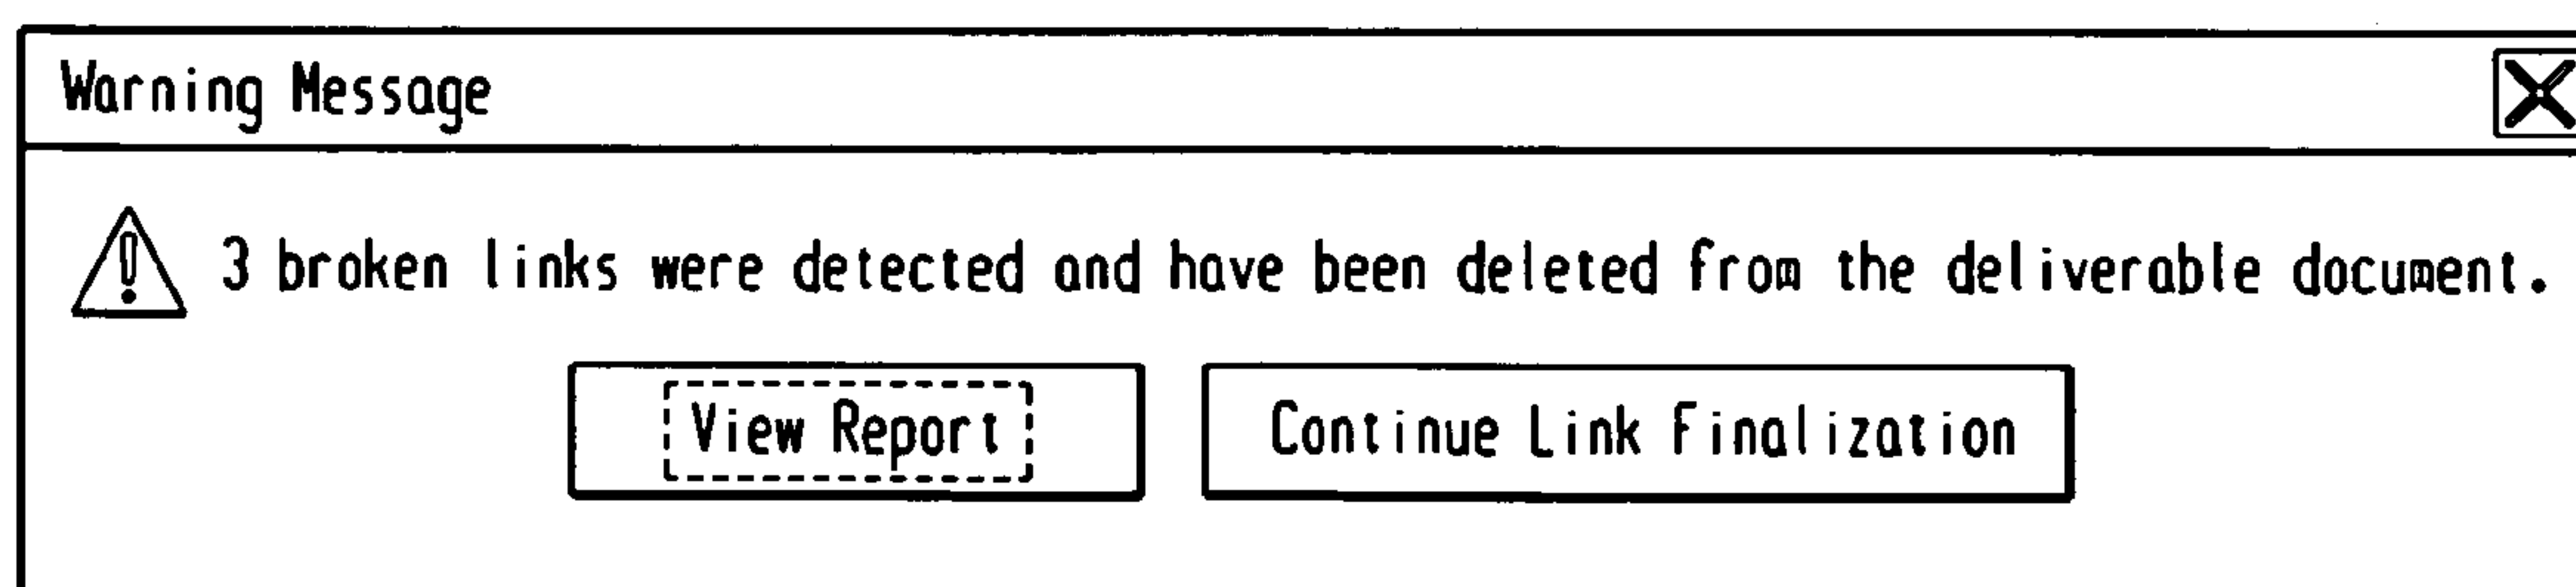 Warning Message
3 broken links were detected and have been deleted from the deliverable document.
View Report
Continue Link Finalization